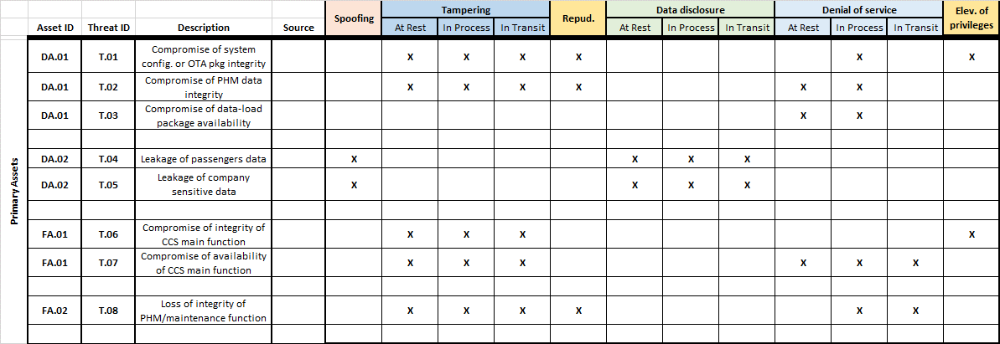 Spoofing Tampering Repud. Data disclosure Denial of service Elev. of
privileges
Asset ID Threat ID Description Source At Rest In Process In Transit At Rest In Process In Transit At Rest In Process In Transit
Primary Assets
DA.01 T.01 Compromise of system
config. or OTA pkg integrity X X X X X X
DA.01 T.02 Compromise of PHM data
integrity X X X X X X
DA.01 T.03 Compromise of data-load
package availability X X
DA.02 T.04 Leakage of passengers data X X X X
DA.02 T.05 Leakage of company
sensitive data X X X X
FA.01 T.06 Compromise of integrity of
CCS main function X X X X
FA.01 T.07 Compromise of availability
of CCS main function X X X X X X
FA.02 T.08 Loss of integrity of
PHM/maintenance function X X X X X X